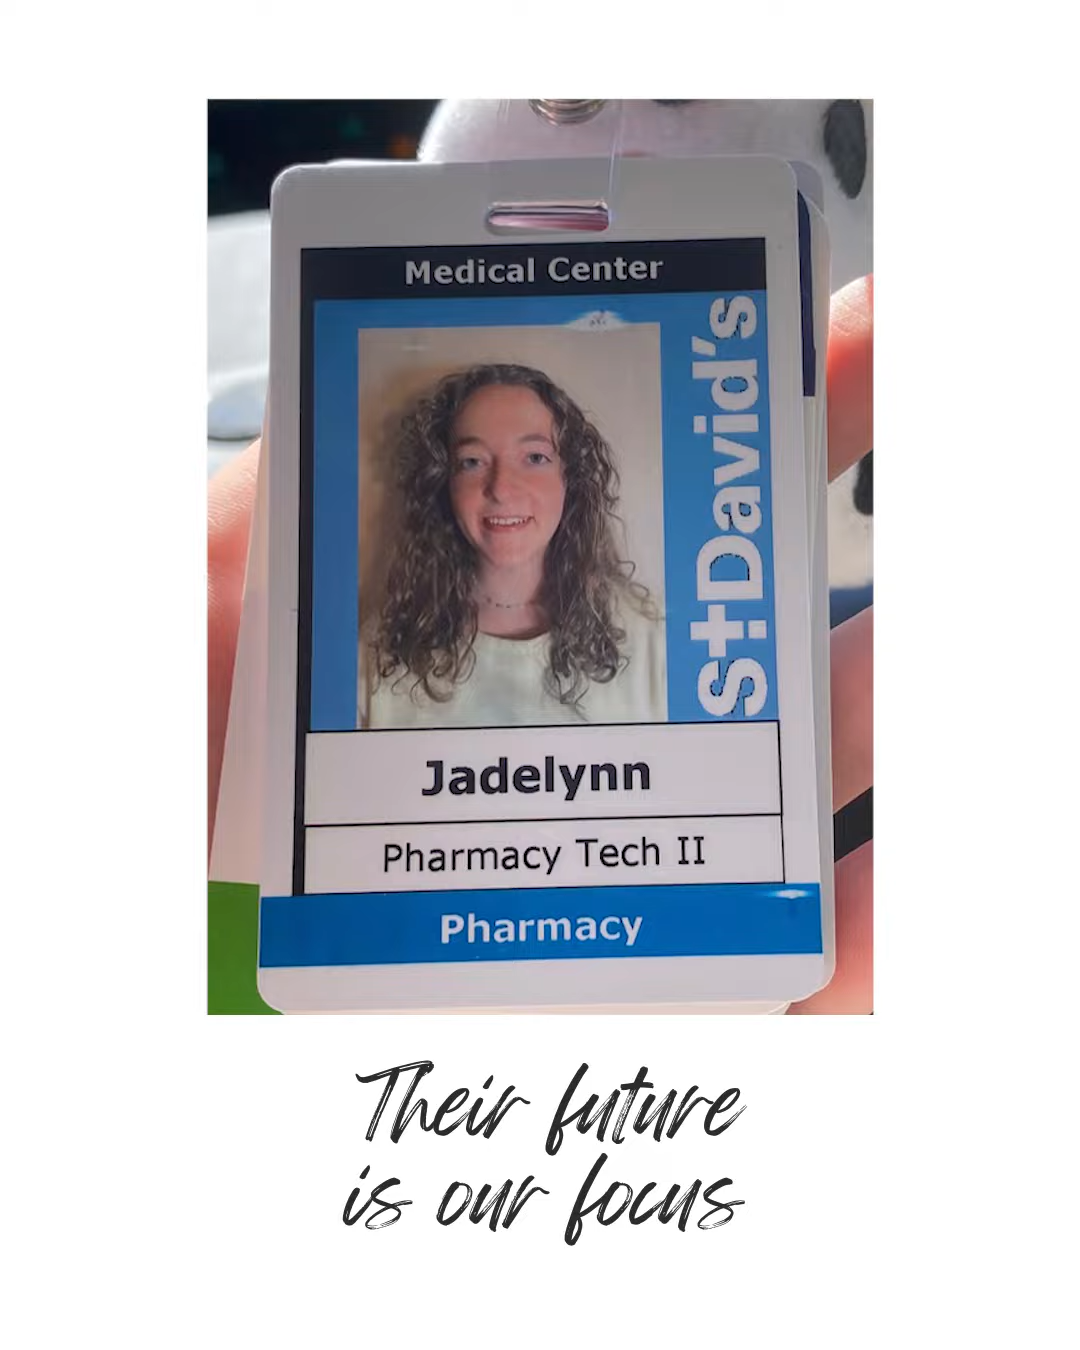 Medical Center
St David's
Jadelynn
Pharmacy Tech II
Pharmacy
Their future
is our focus